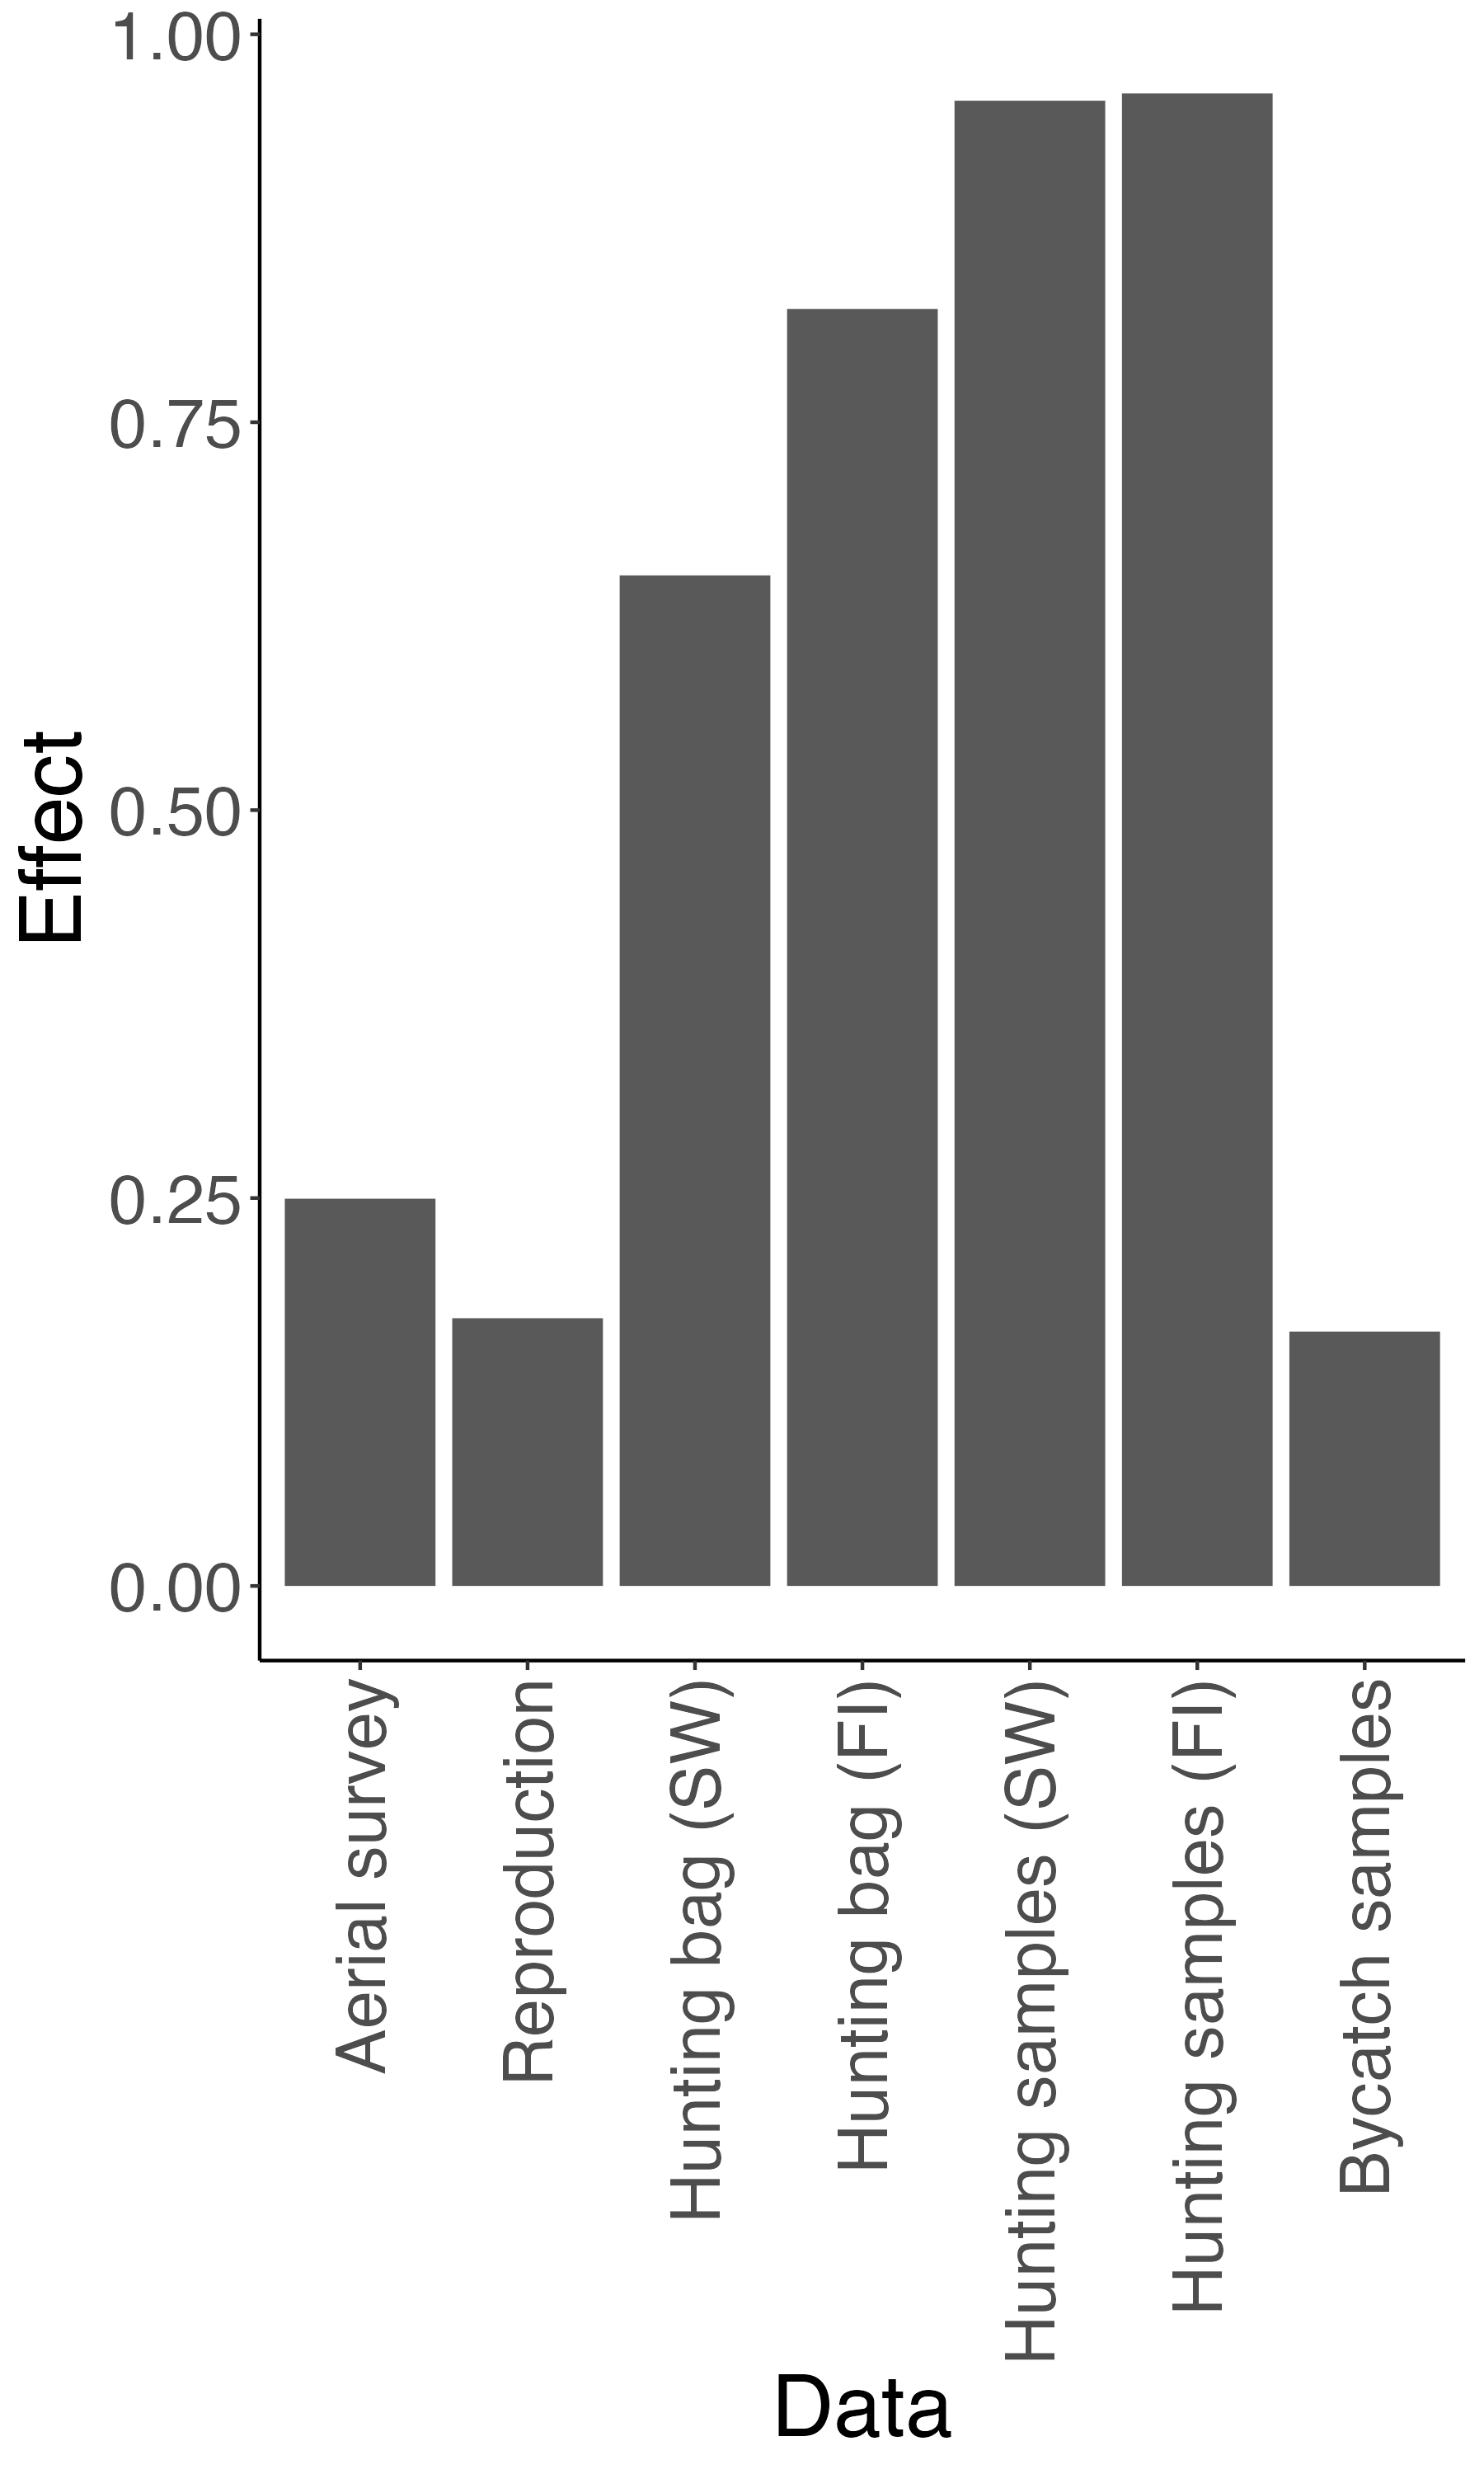 Effect
1.00
0.75
0.50
0.25
0.00
Aerial survey
Reproduction
Hunting bag (SW)
Hunting bag (FI)
Hunting samples (SW)
Hunting samples (FI)
Bycatch samples
Data